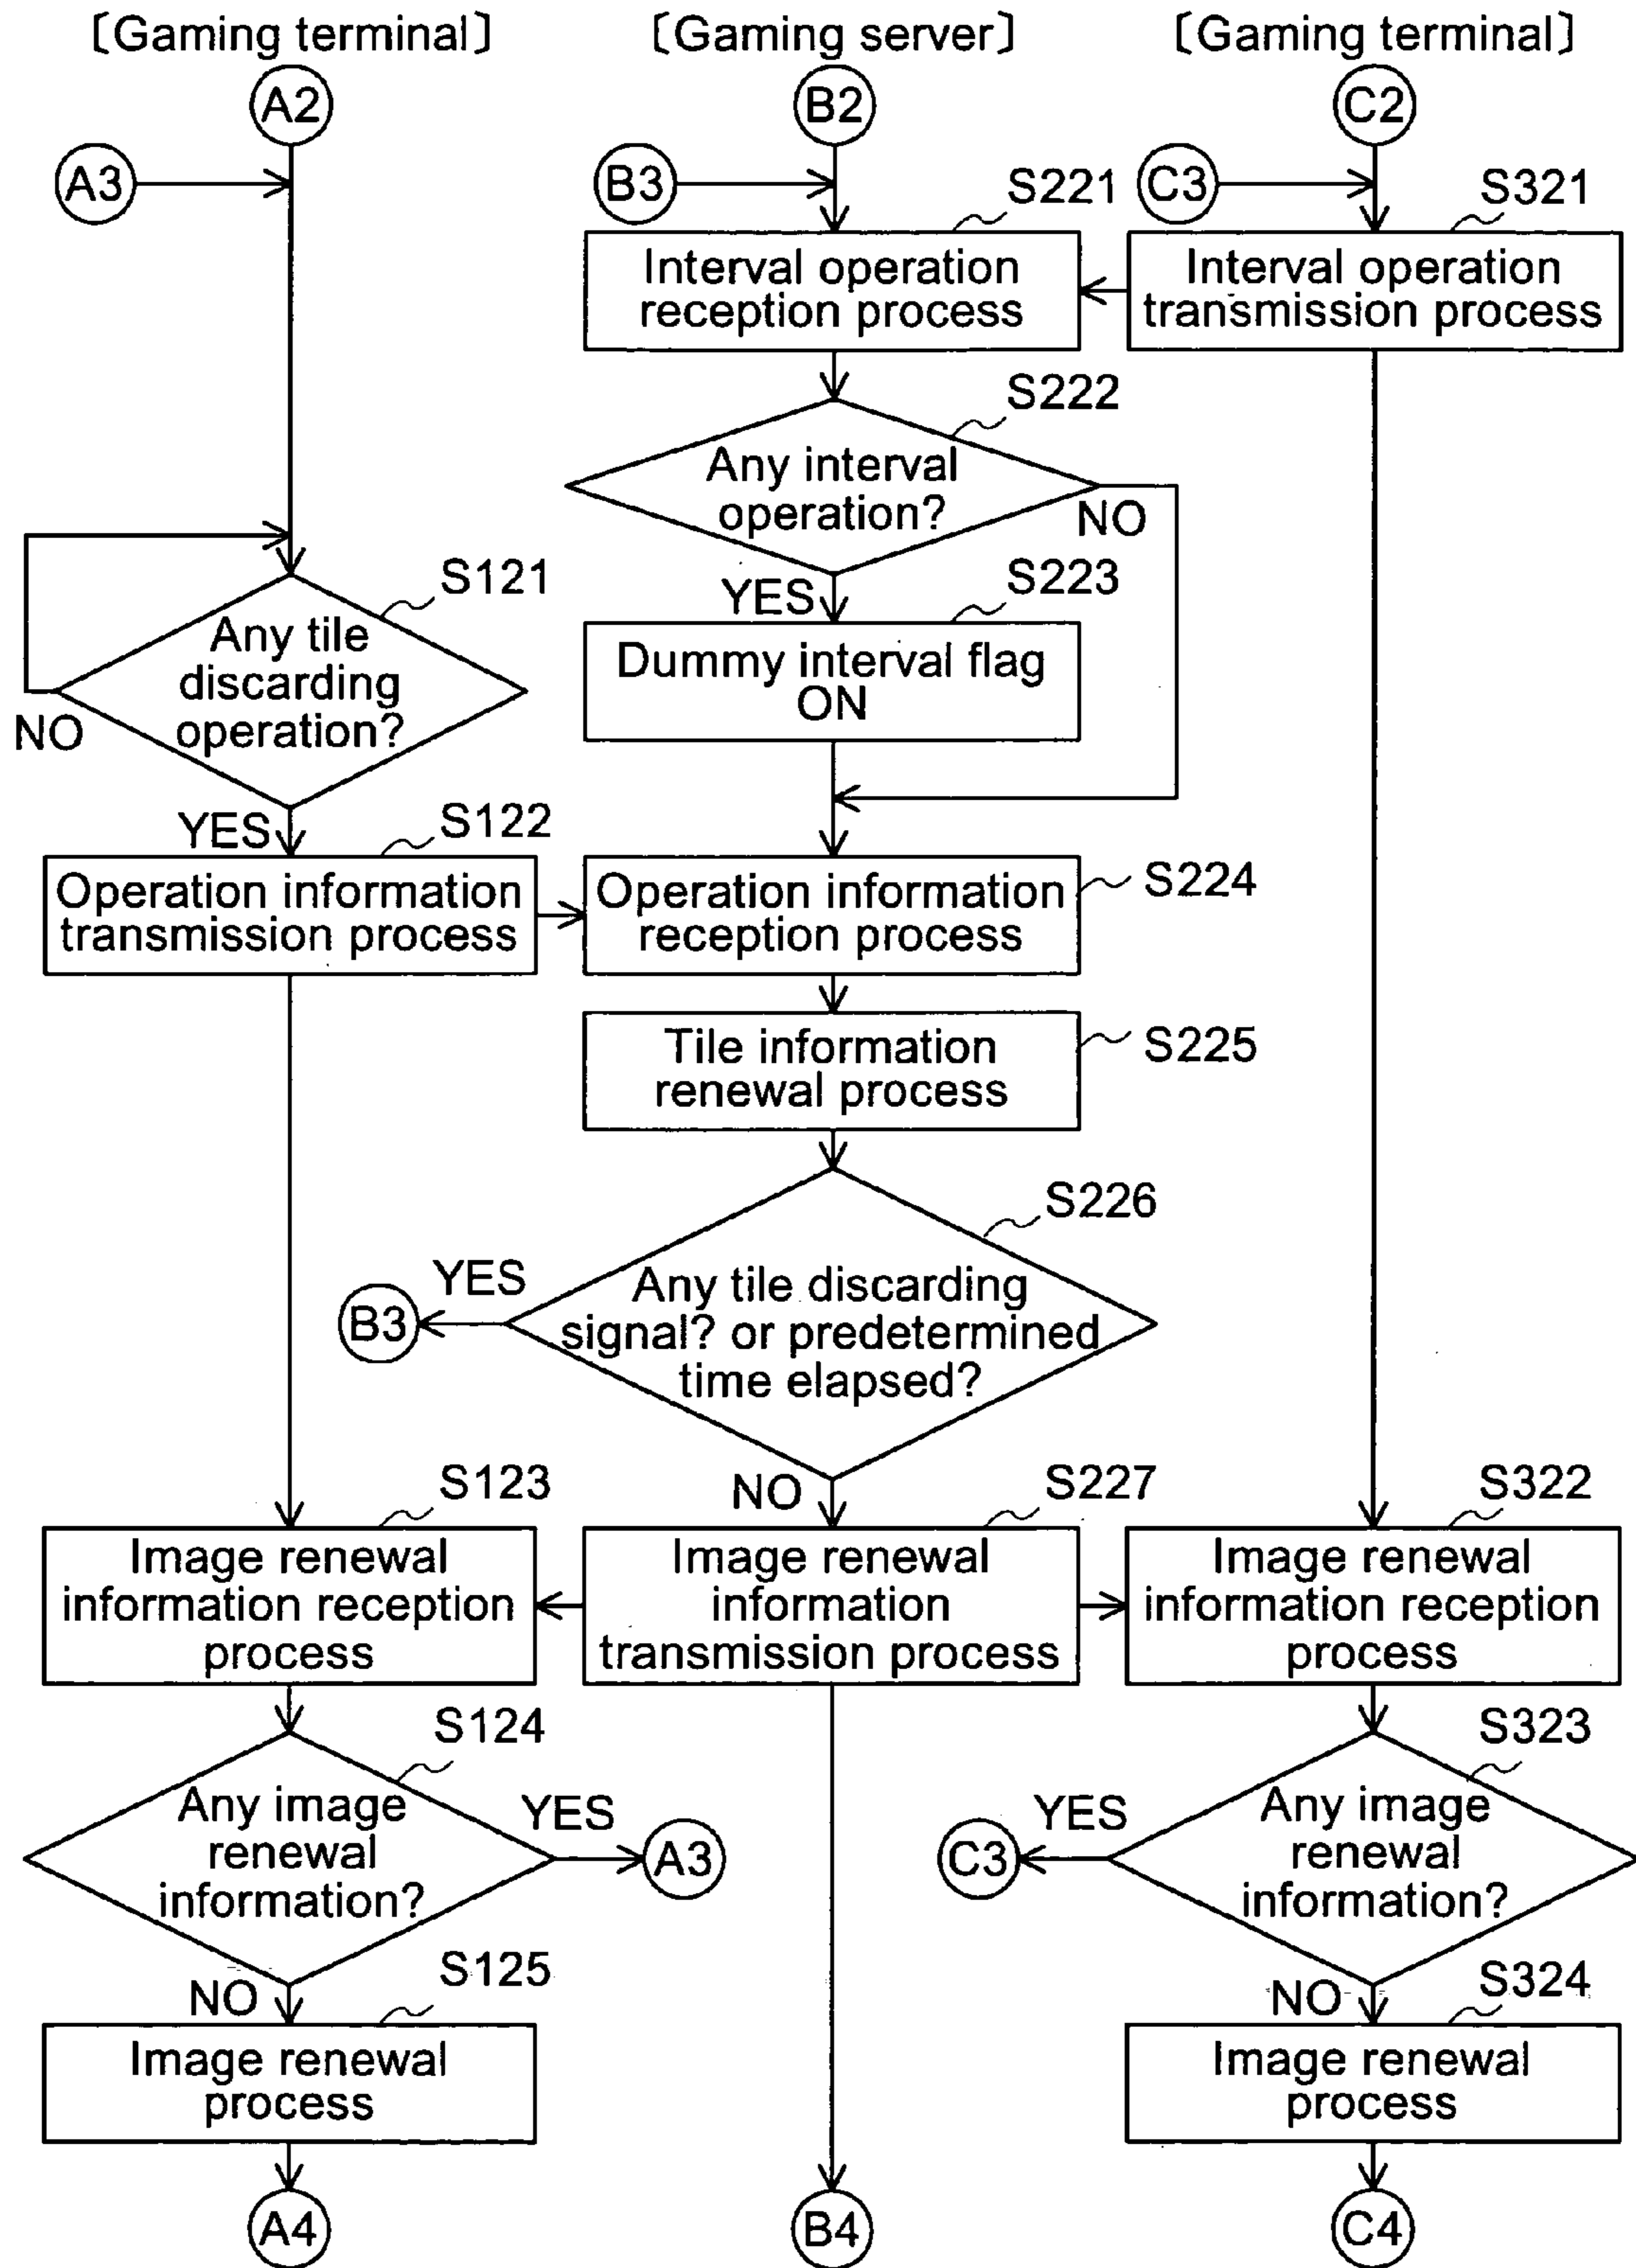 〔Gaming terminal〕
〔Gaming server〕
〔Gaming terminal〕
A2
B2
C2
A3
B3
C3
S221
S321
Interval operation
reception process
Interval operation
transmission process
S222
Any interval
operation?
NO
YES
S223
Dummy interval flag
ON
S121
Any tile
discarding
operation?
NO
YES
S122
Operation information
transmission process
Operation information
reception process
S224
Tile information
renewal process
S225
S226
Any tile discarding
signal? or predetermined
time elapsed?
YES
B3
NO
S123
S227
S322
Image renewal
information reception
process
Image renewal
information
transmission process
Image renewal
information reception
process
S124
Any image
renewal
information?
YES
A3
S323
Any image
renewal
information?
YES
C3
NO
S125
NO
S324
Image renewal
process
Image renewal
process
A4
B4
C4